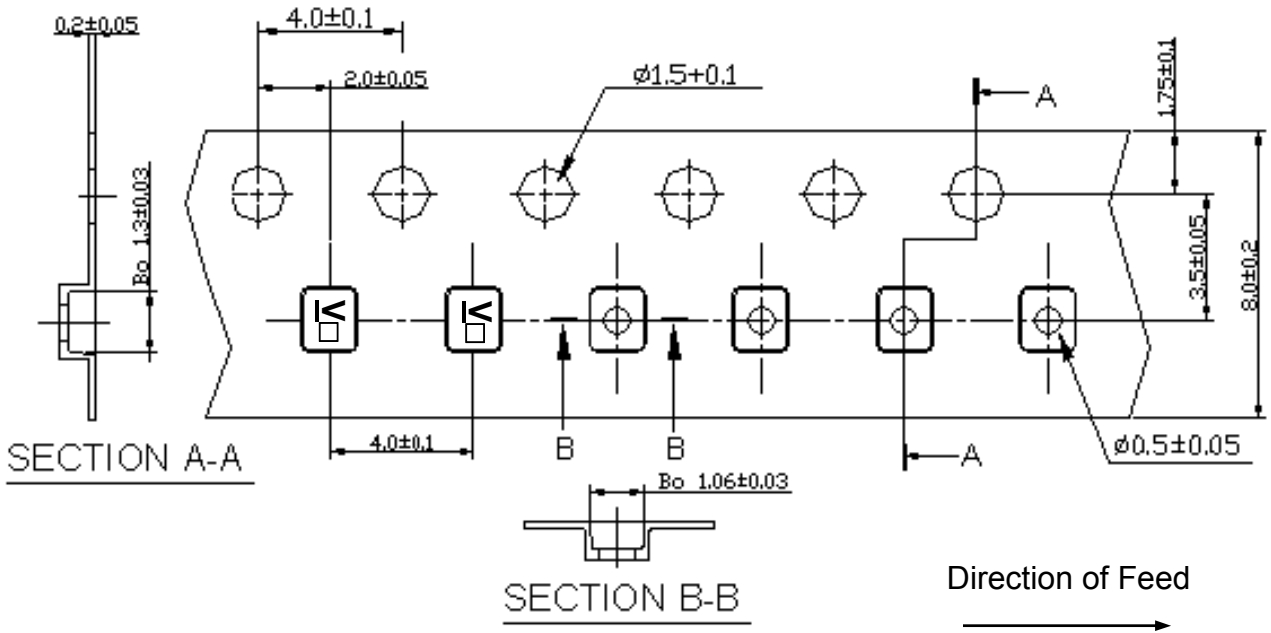 0.2±0.05
4.0±0.1
2.0±0.05
Ø1.5+0.1
A
1.75±0.1
Bo 1.3±0.03
3.5±0.05
8.0±0.2
V□
V□
4.0±0.1
B
B
A
Ø0.5±0.05
SECTION A-A
Bo 1.06±0.03
SECTION B-B
Direction of Feed